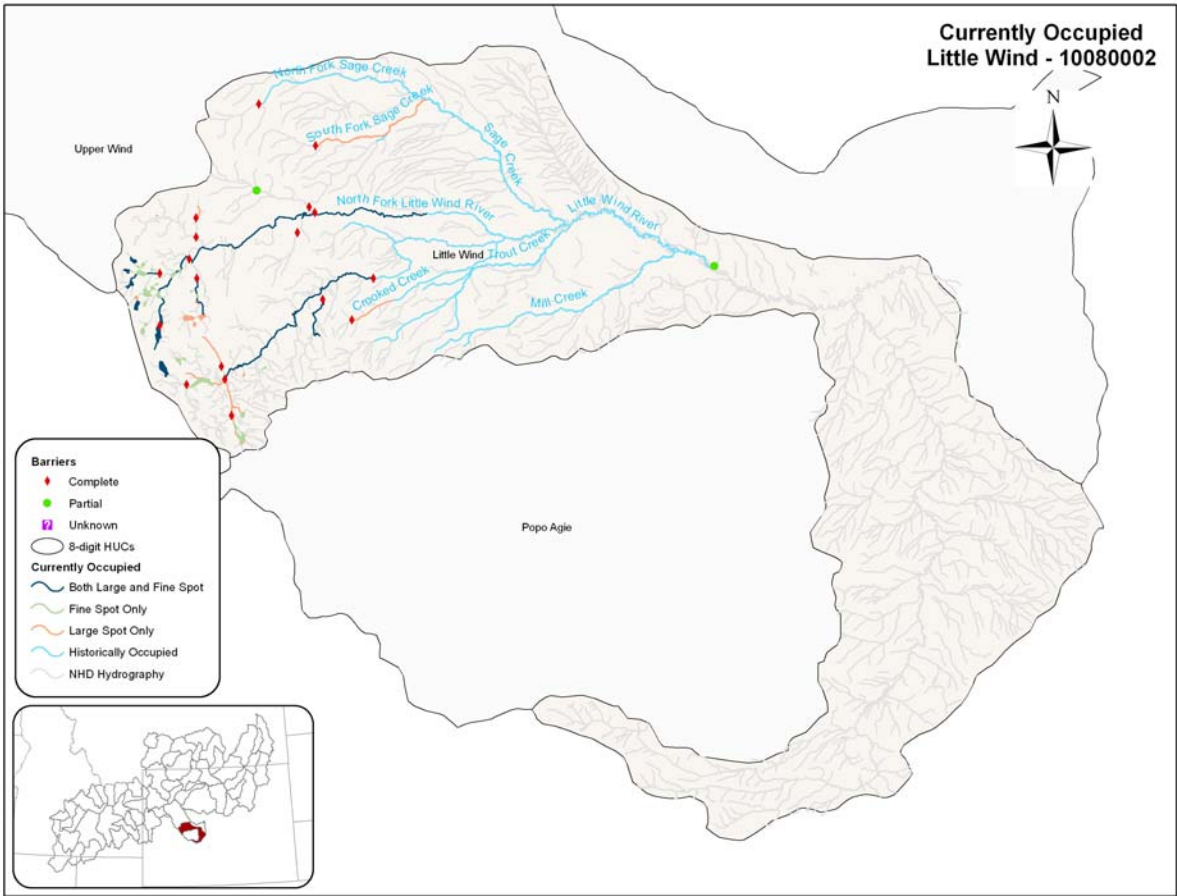 Currently Occupied
Little Wind - 10080002
N
North Fork Sage Creek
South Fork Sage Creek
Sage Creek
Upper Wind
North Fork Little Wind River
Little Wind River
Little Wind
Trout Creek
Crooked Creek
Mill Creek
Popo Agie
Barriers
Complete
Partial
?
Unknown
8-digit HUCs
Currently Occupied
Both Large and Fine Spot
Fine Spot Only
Large Spot Only
Historically Occupied
NHD Hydrography